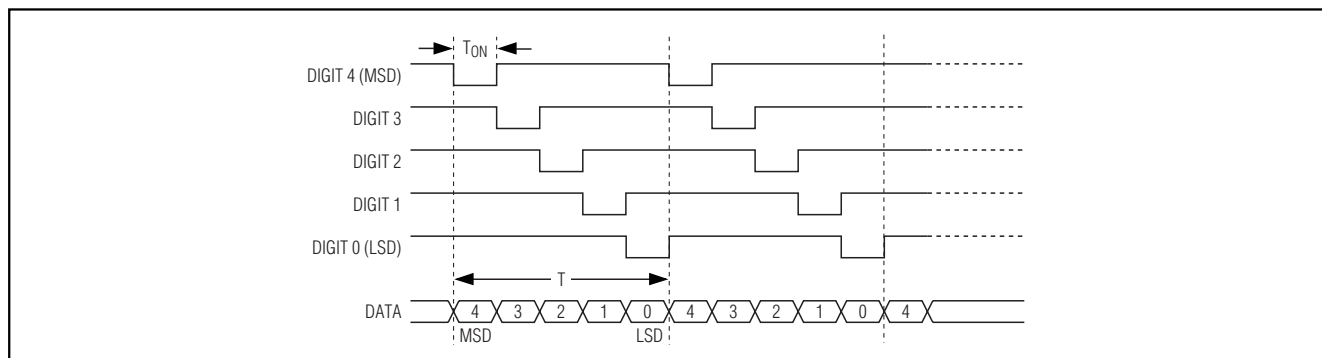 TON
DIGIT 4 (MSD)
DIGIT 3
DIGIT 2
DIGIT 1
DIGIT 0 (LSD)
T
DATA 4 3 2 1 0 4 3 2 1 0 4
MSD LSD